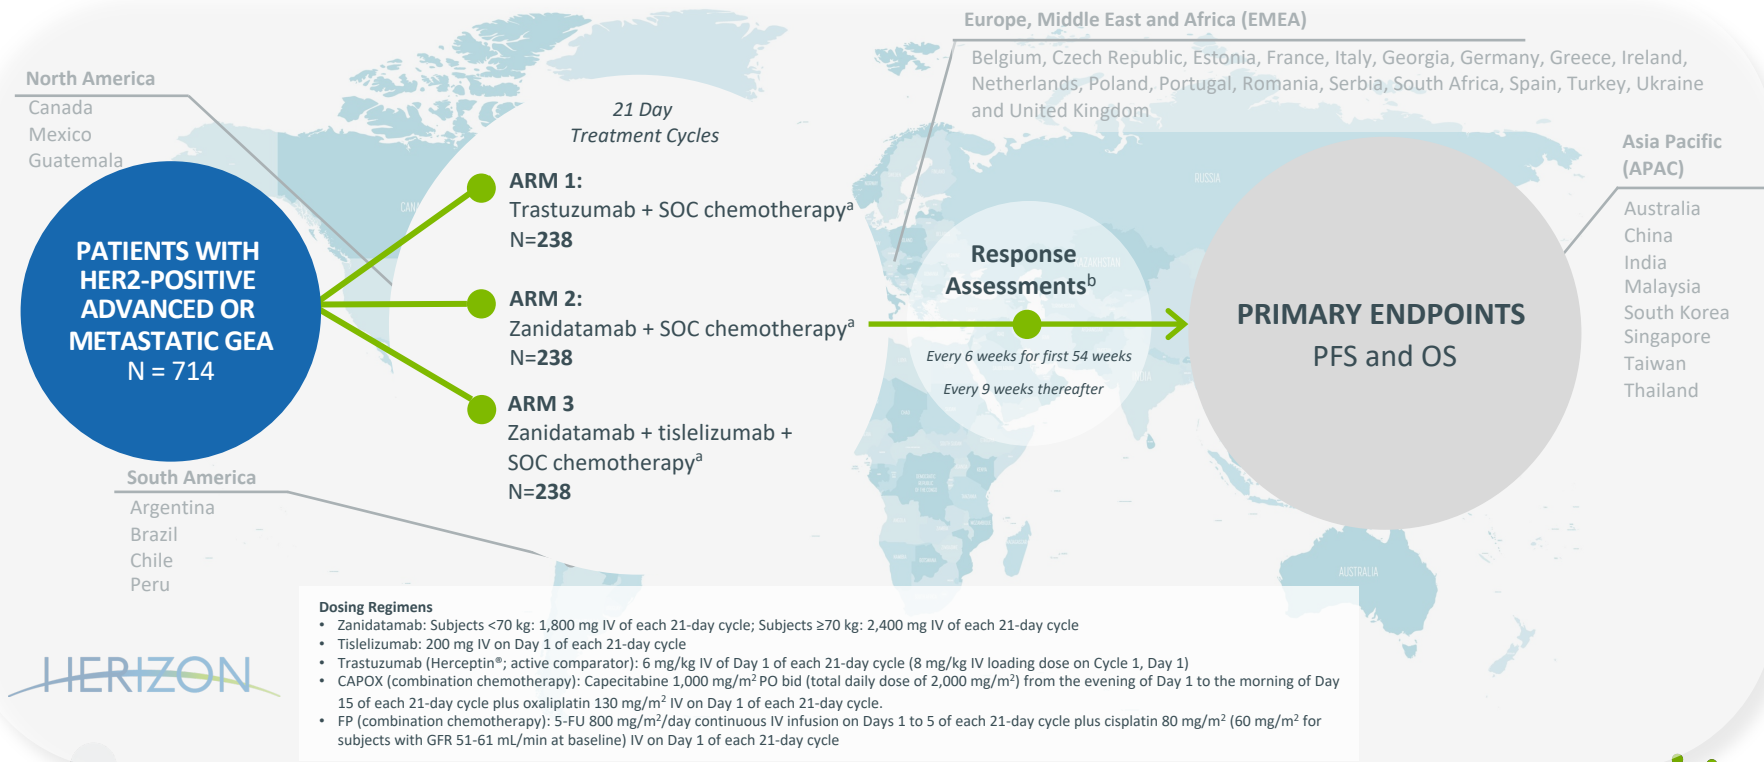 North America
Canada
Mexico
Guatemala
Europe, Middle East and Africa (EMEA)
Belgium, Czech Republic, Estonia, France, Italy, Georgia, Germany, Greece, Ireland,
Netherlands, Poland, Portugal, Romania, Serbia, South Africa, Spain, Turkey, Ukraine
and United Kingdom
Asia Pacific
(APAC)
Australia
China
India
Malaysia
South Korea
Singapore
Taiwan
Thailand
PATIENTS WITH
HER2-POSITIVE
ADVANCED OR
METASTATIC GEA
N = 714
21 Day
Treatment Cycles
ARM 1:
Trastuzumab + SOC chemotherapyᵃ
N=238
ARM 2:
Zanidatamab + SOC chemotherapyᵃ
N=238
ARM 3
Zanidatamab + tislelizumab +
SOC chemotherapyᵃ
N=238
Response
Assessmentsᵇ
Every 6 weeks for first 54 weeks
Every 9 weeks thereafter
PRIMARY ENDPOINTS
PFS and OS
RUSSIA
AUSTRALIA
South America
Argentina
Brazil
Chile
Peru
HERIZON
Dosing Regimens
• Zanidatamab: Subjects <70 kg: 1,800 mg IV of each 21-day cycle; Subjects ≥70 kg: 2,400 mg IV of each 21-day cycle
• Tislelizumab: 200 mg IV on Day 1 of each 21-day cycle
• Trastuzumab (Herceptin®; active comparator): 6 mg/kg IV of Day 1 of each 21-day cycle (8 mg/kg IV loading dose on Cycle 1, Day 1)
• CAPOX (combination chemotherapy): Capecitabine 1,000 mg/m² PO bid (total daily dose of 2,000 mg/m²) from the evening of Day 1 to the morning of Day
15 of each 21-day cycle plus oxaliplatin 130 mg/m² IV on Day 1 of each 21-day cycle.
• FP (combination chemotherapy): 5-FU 800 mg/m²/day continuous IV infusion on Days 1 to 5 of each 21-day cycle plus cisplatin 80 mg/m² (60 mg/m² for
subjects with GFR 51-61 mL/min at baseline) IV on Day 1 of each 21-day cycle